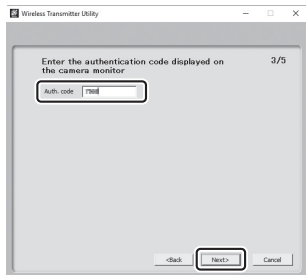 Wireless Transmitter Utility
Enter the authentication code displayed on
the camera monitor
3/5
Auth. code
<Back
Next>
Cancel